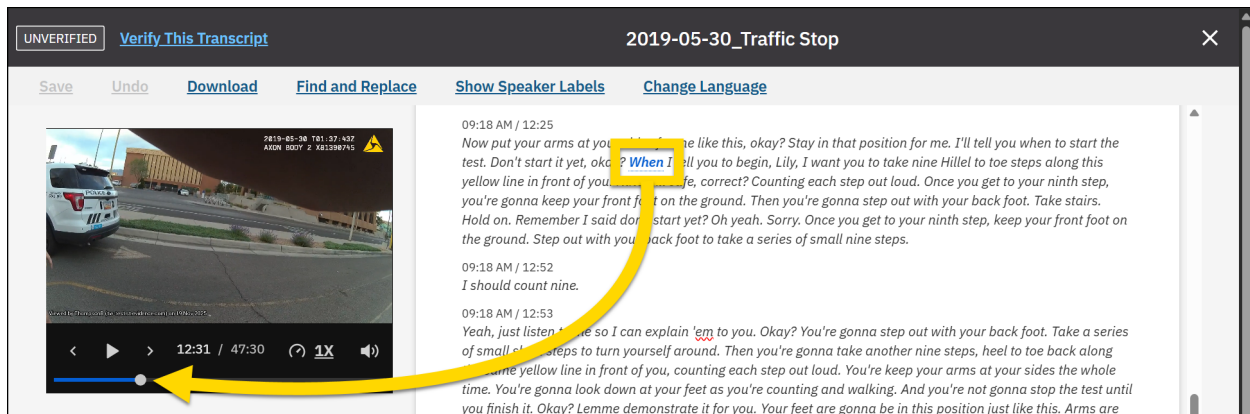 UNVERIFIED Verify This Transcript 2019-05-30_Traffic Stop
Save Undo Download Find and Replace Show Speaker Labels Change Language
2019-05-30 T01:37:43Z
AXON BODY 2 X81390745
POLICE
12:31 / 47:30 1X
09:18 AM / 12:25
Now put your arms at you like this, okay? Stay in that position for me. I'll tell you when to start the
test. Don't start it yet, When I tell you to begin, Lily, I want you to take nine Hillel to toe steps along this
yellow line in front of you. correct? Counting each step out loud. Once you get to your ninth step,
you're gonna keep your front foot on the ground. Then you're gonna step out with your back foot. Take stairs.
Hold on. Remember I said start yet? Oh yeah. Sorry. Once you get to your ninth step, keep your front foot on
the ground. Step out with your back foot to take a series of small nine steps.
09:18 AM / 12:52
I should count nine.
09:18 AM / 12:53
Yeah, just listen to me so I can explain 'em to you. Okay? You're gonna step out with your back foot. Take a series
of small steps to turn yourself around. Then you're gonna take another nine steps, heel to toe back along
yellow line in front of you, counting each step out loud. You're keep your arms at your sides the whole
time. You're gonna look down at your feet as you're counting and walking. And you're not gonna stop the test until
you finish it. Okay? Lemme demonstrate it for you. Your feet are gonna be in this position just like this. Arms are